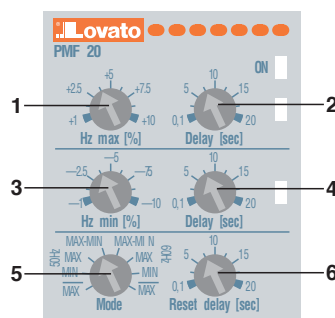 Lovato
PMF 20
ON
+1 +2.5 +5 +7.5 +10
0,1 5 10 15 20
1
2
Hz max [%] Delay [sec]
—1 —2.5 —5 —7.5 —10
0,1 5 10 15 20
3
4
Hz min [%] Delay [sec]
50Hz MAX-MIN MAX-MI N 60Hz
MAX MAX
MIN MIN
MAX MAX
0,1 5 10 15 20
5
6
Mode Reset delay [sec]